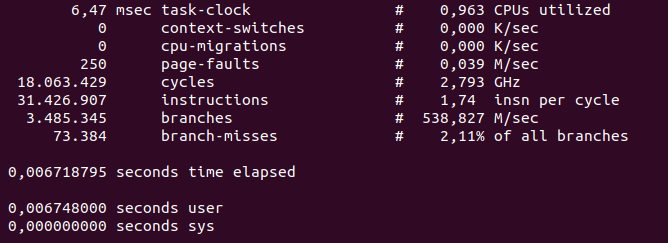 6,47 msec task-clock # 0,963 CPUs utilized
0 context-switches # 0,000 K/sec
0 cpu-migrations # 0,000 K/sec
250 page-faults # 0,039 M/sec
18.063.429 cycles # 2,793 GHz
31.426.907 instructions # 1,74 insn per cycle
3.485.345 branches # 538,827 M/sec
73.384 branch-misses # 2,11% of all branches
0,006718795 seconds time elapsed
0,006748000 seconds user
0,000000000 seconds sys